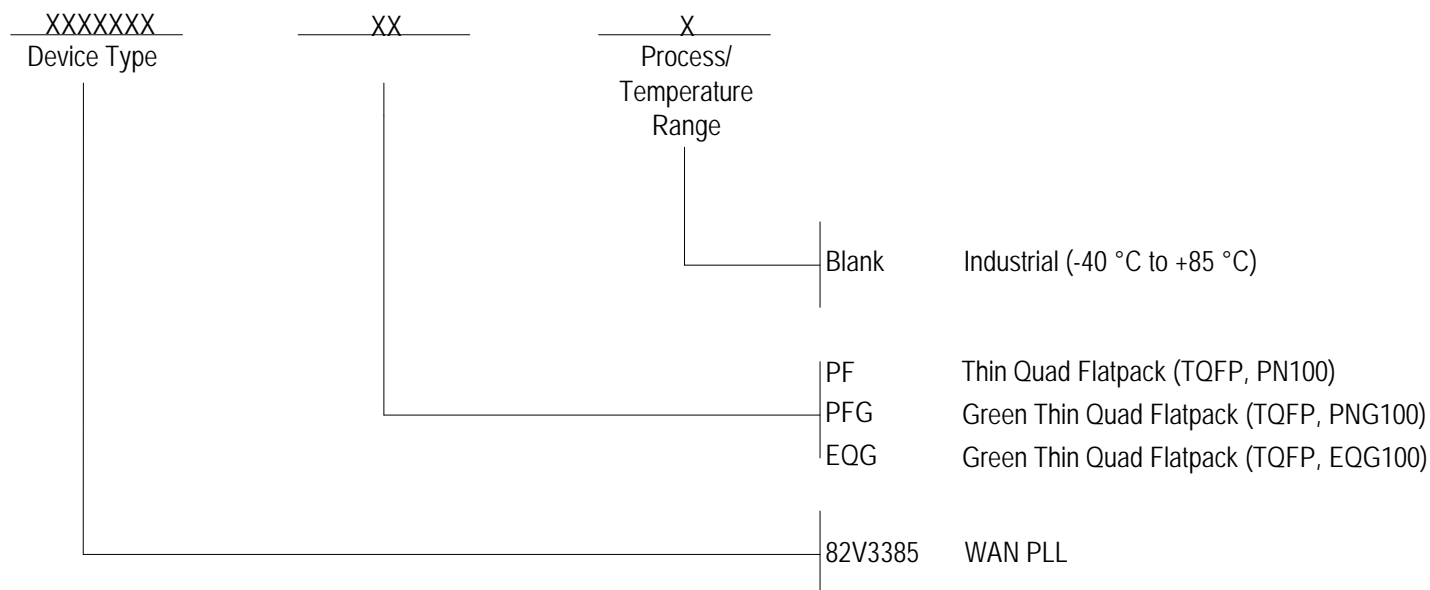 XXXXXXX XX X
Device Type Process/
Temperature
Range
Blank Industrial (-40 °C to +85 °C)
PF Thin Quad Flatpack (TQFP, PN100)
PFG Green Thin Quad Flatpack (TQFP, PNG100)
EQG Green Thin Quad Flatpack (TQFP, EQG100)
82V3385 WAN PLL